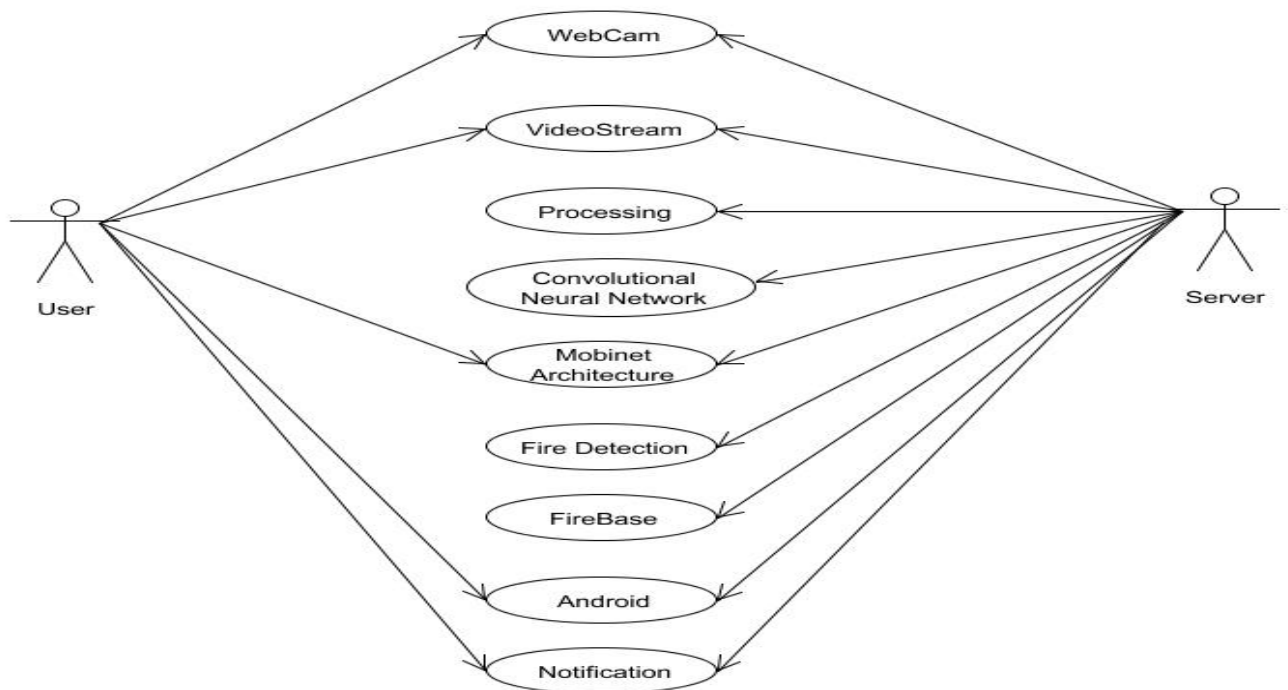 WebCam
VideoStream
Processing
Convolutional
Neural Network
User
Server
Mobinet
Architecture
Fire Detection
FireBase
Android
Notification